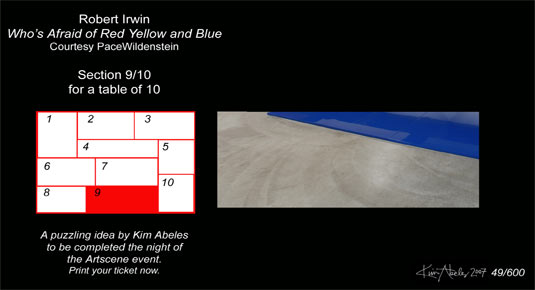 Robert Irwin
Who's Afraid of Red Yellow and Blue
Courtesy PaceWildenstein
Section 9/10
for a table of 10
1
2
3
4
5
6
7
8
9
10
A puzzling idea by Kim Abeles
to be completed the night of
the Artscene event.
Print your ticket now.
Kim Abeles 2007 49/600